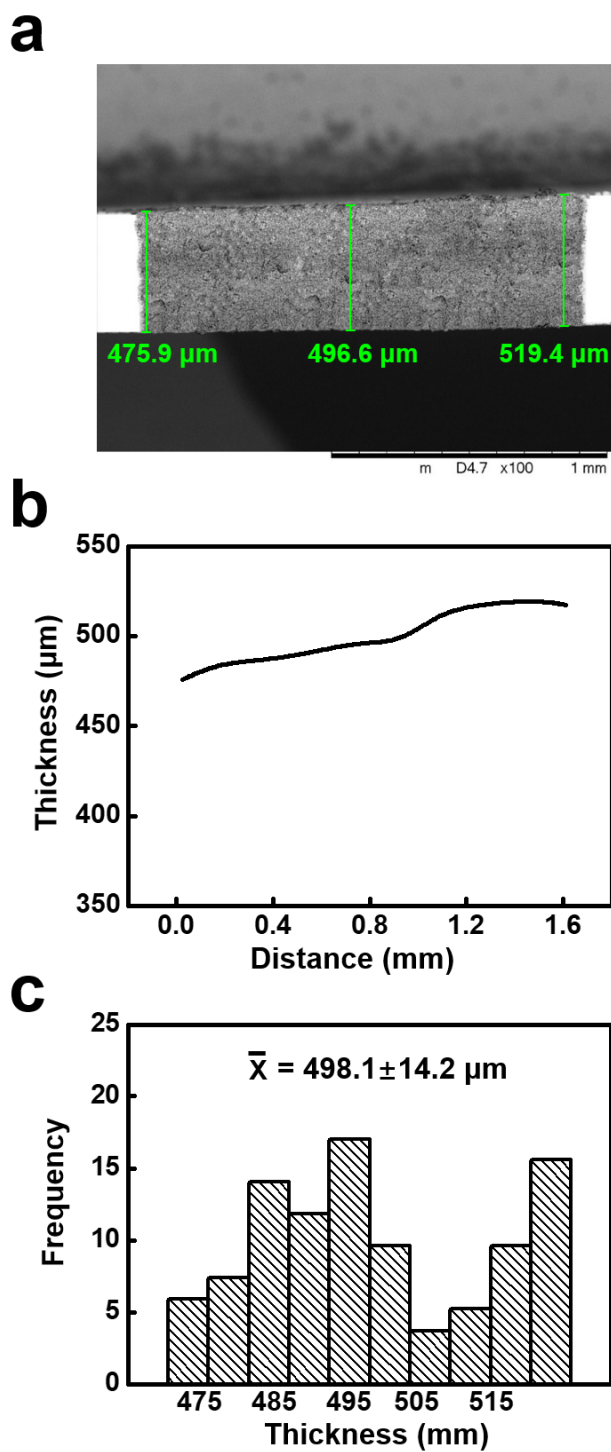 a
475.9 µm 496.6 µm 519.4 µm
m D4.7 x100 1 mm
b
550
500
450
400
350
Thickness (µm)
0.0 0.4 0.8 1.2 1.6
Distance (mm)
c
25
20
15
10
5
0
Frequency
x̄ = 498.1±14.2 µm
475 485 495 505 515
Thickness (mm)